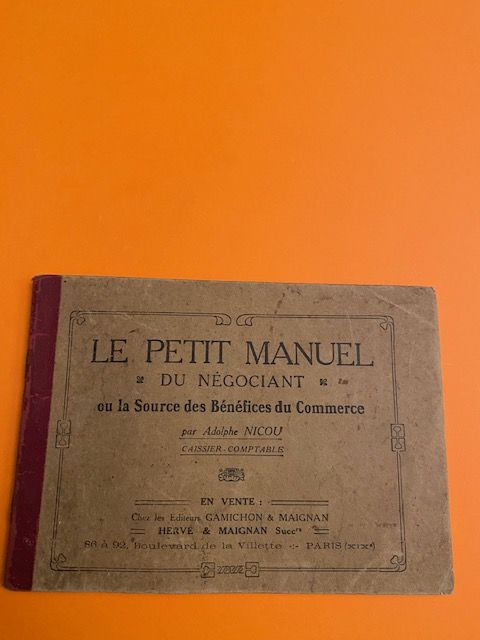 LE PETIT MANUEL
DU NÉGOCIANT
ou la Source des Bénéfices du Commerce
par Adolphe NICOU
CAISSIER-COMPTABLE
EN VENTE :
Chez les Editeurs GAMICHON & MAIGNAN
HERVÉ & MAIGNAN Succrs
86 à 92, Boulevard de la Villette -:- PARIS (XIXe)